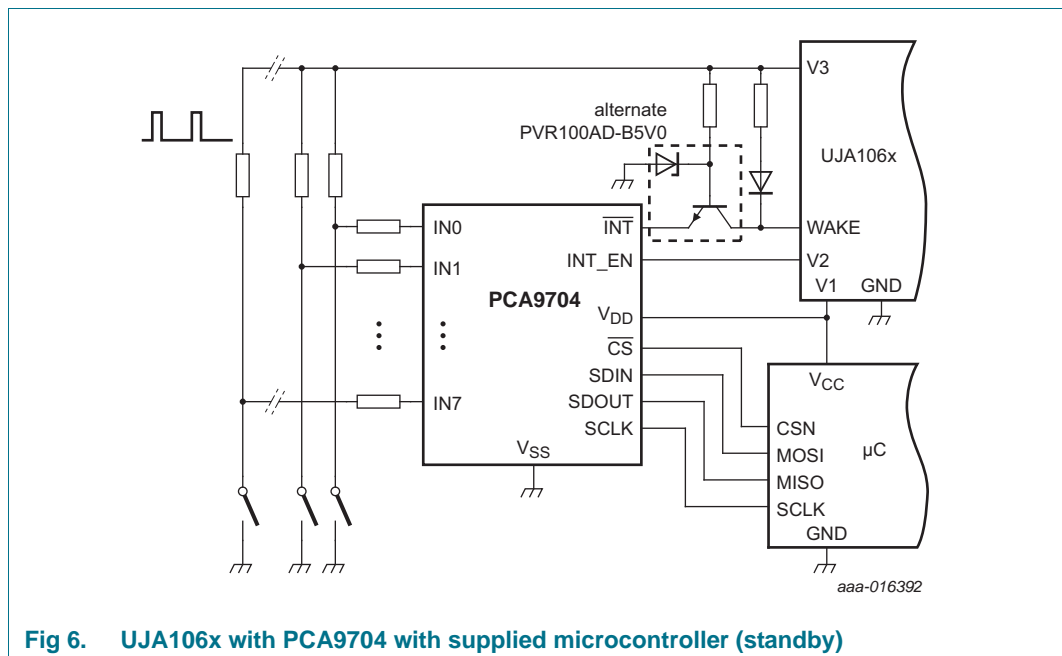 V3
alternate
PVR100AD-B5V0
UJA106x
IN0
INT
WAKE
IN1
INT_EN
V2
V1
GND
PCA9704
VDD
CS
VCC
SDIN
IN7
SDOUT
CSN
SCLK
MOSI
µC
VSS
MISO
SCLK
GND
aaa-016392
Fig 6. UJA106x with PCA9704 with supplied microcontroller (standby)